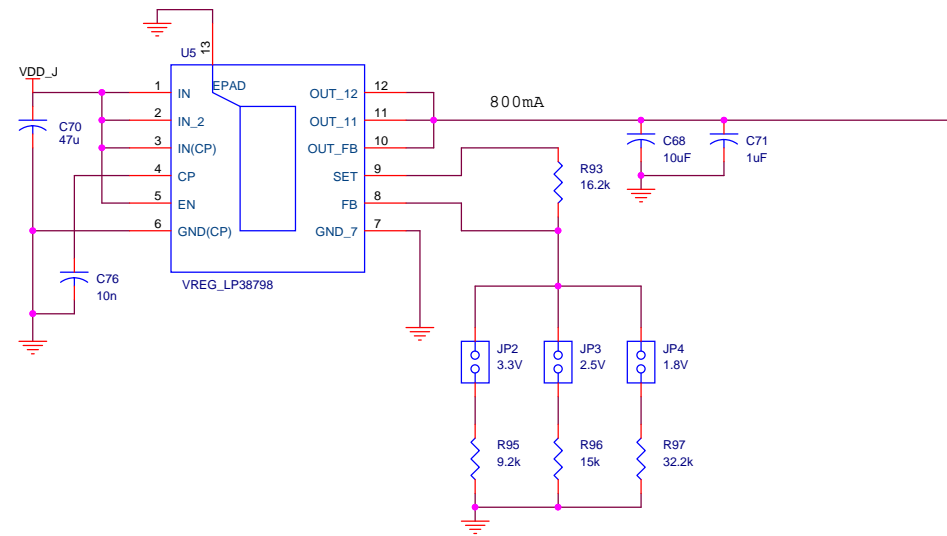 13
U5
VDD_J
EPAD
1 IN OUT_12 12
800mA
2 IN_2 OUT_11 11
C70
47u
3 IN(CP) OUT_FB 10
C68
10uF
C71
1uF
4 CP SET 9
R93
16.2k
5 EN FB 8
6 GND(CP) GND_7 7
C76
10n
VREG_LP38798
JP2
3.3V
JP3
2.5V
JP4
1.8V
R95
9.2k
R96
15k
R97
32.2k